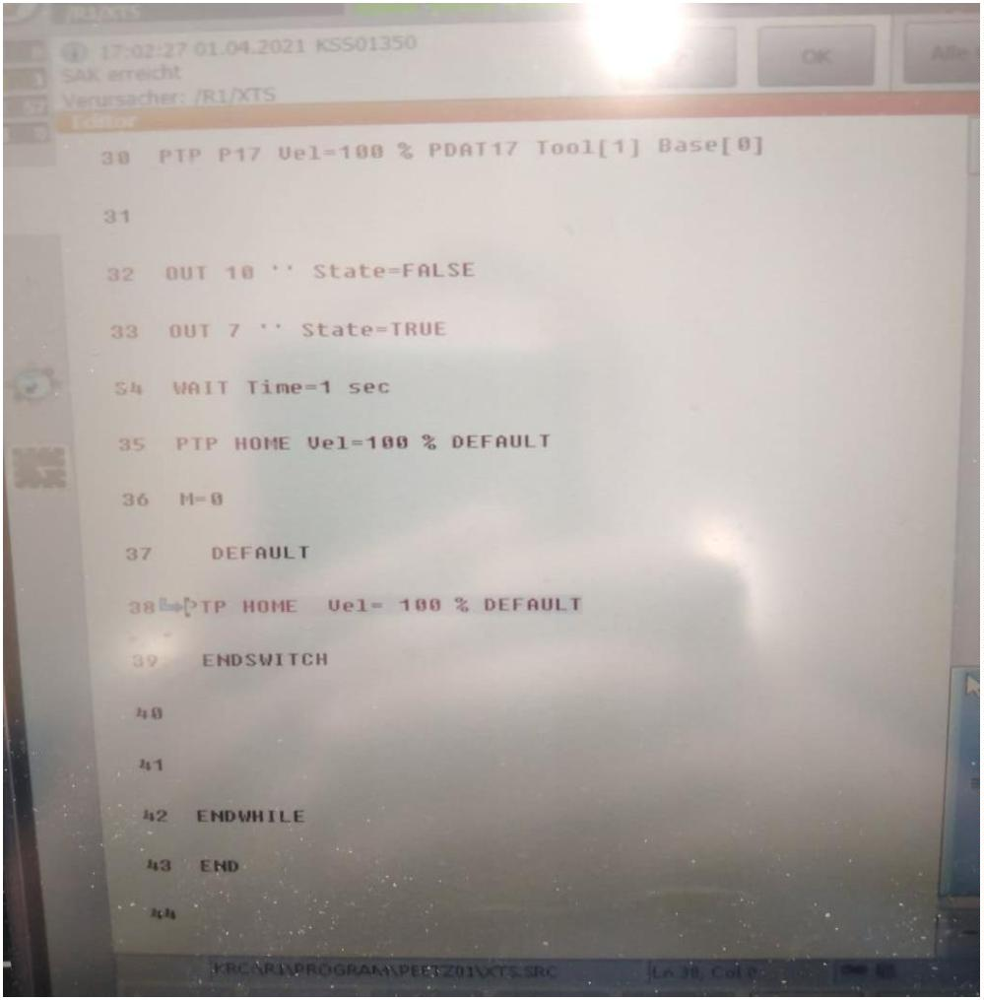 /R1/XTS
17:02:27 01.04.2021 KSS01350
SAK erreicht
Verursacher: /R1/XTS
OK
Alle
Editor
30 PTP P17 Vel=100 % PDAT17 Tool[1] Base[0]
31
32 OUT 10 '' State=FALSE
33 OUT 7 '' State=TRUE
34 WAIT Time=1 sec
35 PTP HOME Vel=100 % DEFAULT
36 M=0
37 DEFAULT
38 PTP HOME Vel= 100 % DEFAULT
39 ENDSWITCH
40
41
42 ENDWHILE
43 END
44
KRC:\R1\PROGRAM\PEETZ01\XTS.SRC
Ln 38, Col 0